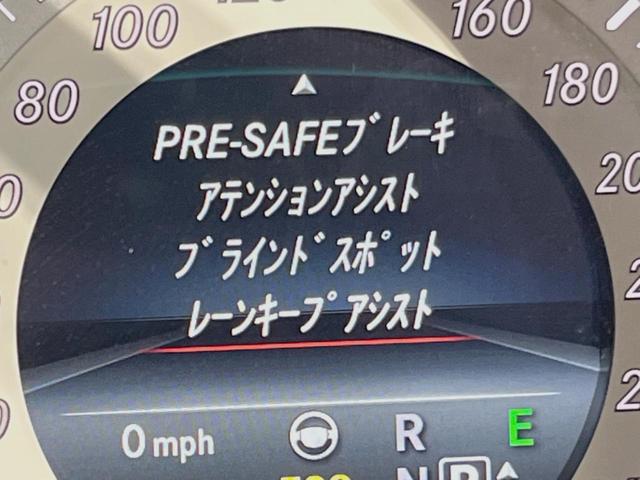 100
160
80
180
PRE-SAFEブレーキ
アテンションアシスト
ブラインドスポット
レーンキープアシスト
0 mph
R
E
N
P